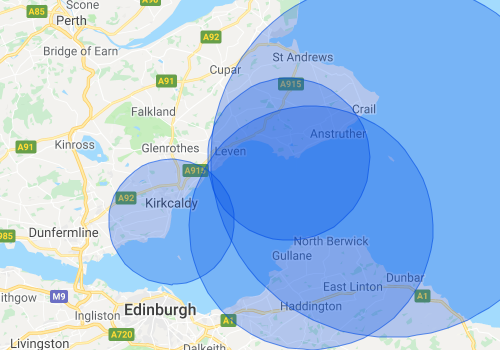 Scone
A85
Perth
A90
A92
Bridge of Earn
St Andrews
Cupar
A91
A915
Falkland
Crail
Anstruther
A91
Kinross
Glenrothes
Leven
A915
A92
Kirkcaldy
985
Dunfermline
North Berwick
Gullane
Dunbar
East Linton
M9
A1
ithgow
Edinburgh
Haddington
Ingliston
A1
A720
Livingston
Dalkeith